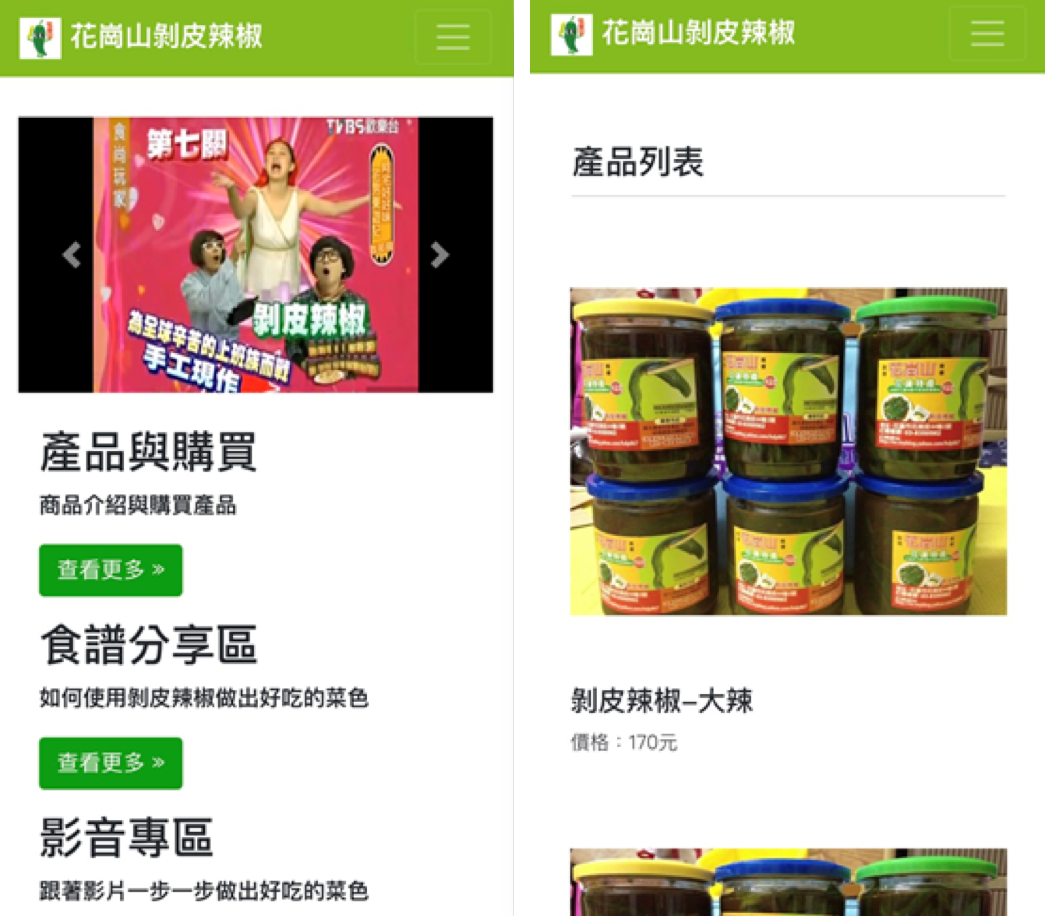 花崗山剝皮辣椒
TVBS歡樂台
食尚玩家
第七關
剝皮辣椒
為全球辛苦的上班族而戰
手工現作
產品與購買
商品介紹與購買產品
查看更多 »
食譜分享區
如何使用剝皮辣椒做出好吃的菜色
查看更多 »
影音專區
跟著影片一步一步做出好吃的菜色
花崗山剝皮辣椒
產品列表
花崗山
花崗山
花崗山
花崗山
花崗山
花崗山
剝皮辣椒–大辣
價格：170元